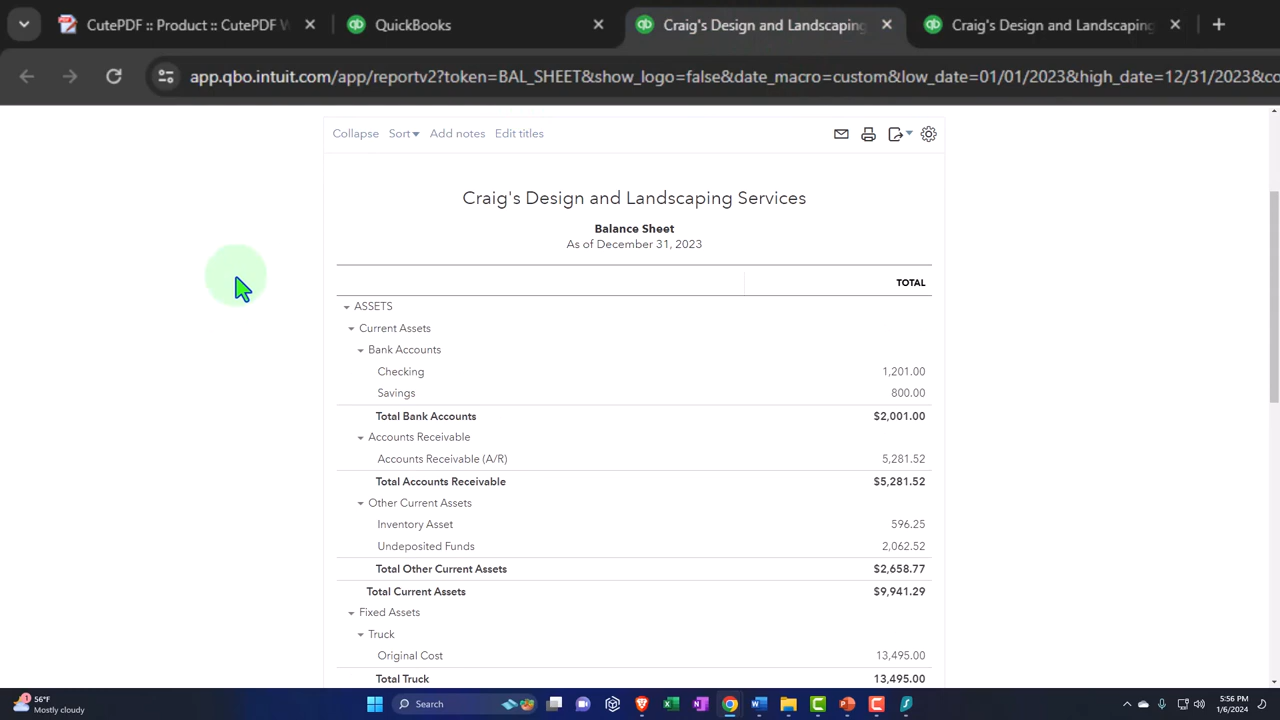 CutePDF :: Product :: CutePDF W
QuickBooks
Craig's Design and Landscaping
Craig's Design and Landscaping
app.qbo.intuit.com/app/reportv2?token=BAL_SHEET&show_logo=false&date_macro=custom&low_date=01/01/2023&high_date=12/31/2023&co
Collapse Sort Add notes Edit titles
Craig's Design and Landscaping Services
Balance Sheet
As of December 31, 2023
TOTAL
ASSETS
Current Assets
Bank Accounts
Checking 1,201.00
Savings 800.00
Total Bank Accounts $2,001.00
Accounts Receivable
Accounts Receivable (A/R) 5,281.52
Total Accounts Receivable $5,281.52
Other Current Assets
Inventory Asset 596.25
Undeposited Funds 2,062.52
Total Other Current Assets $2,658.77
Total Current Assets $9,941.29
Fixed Assets
Truck
Original Cost 13,495.00
Total Truck 13,495.00
1
56°F
Mostly cloudy
Search
5:56 PM
1/6/2024